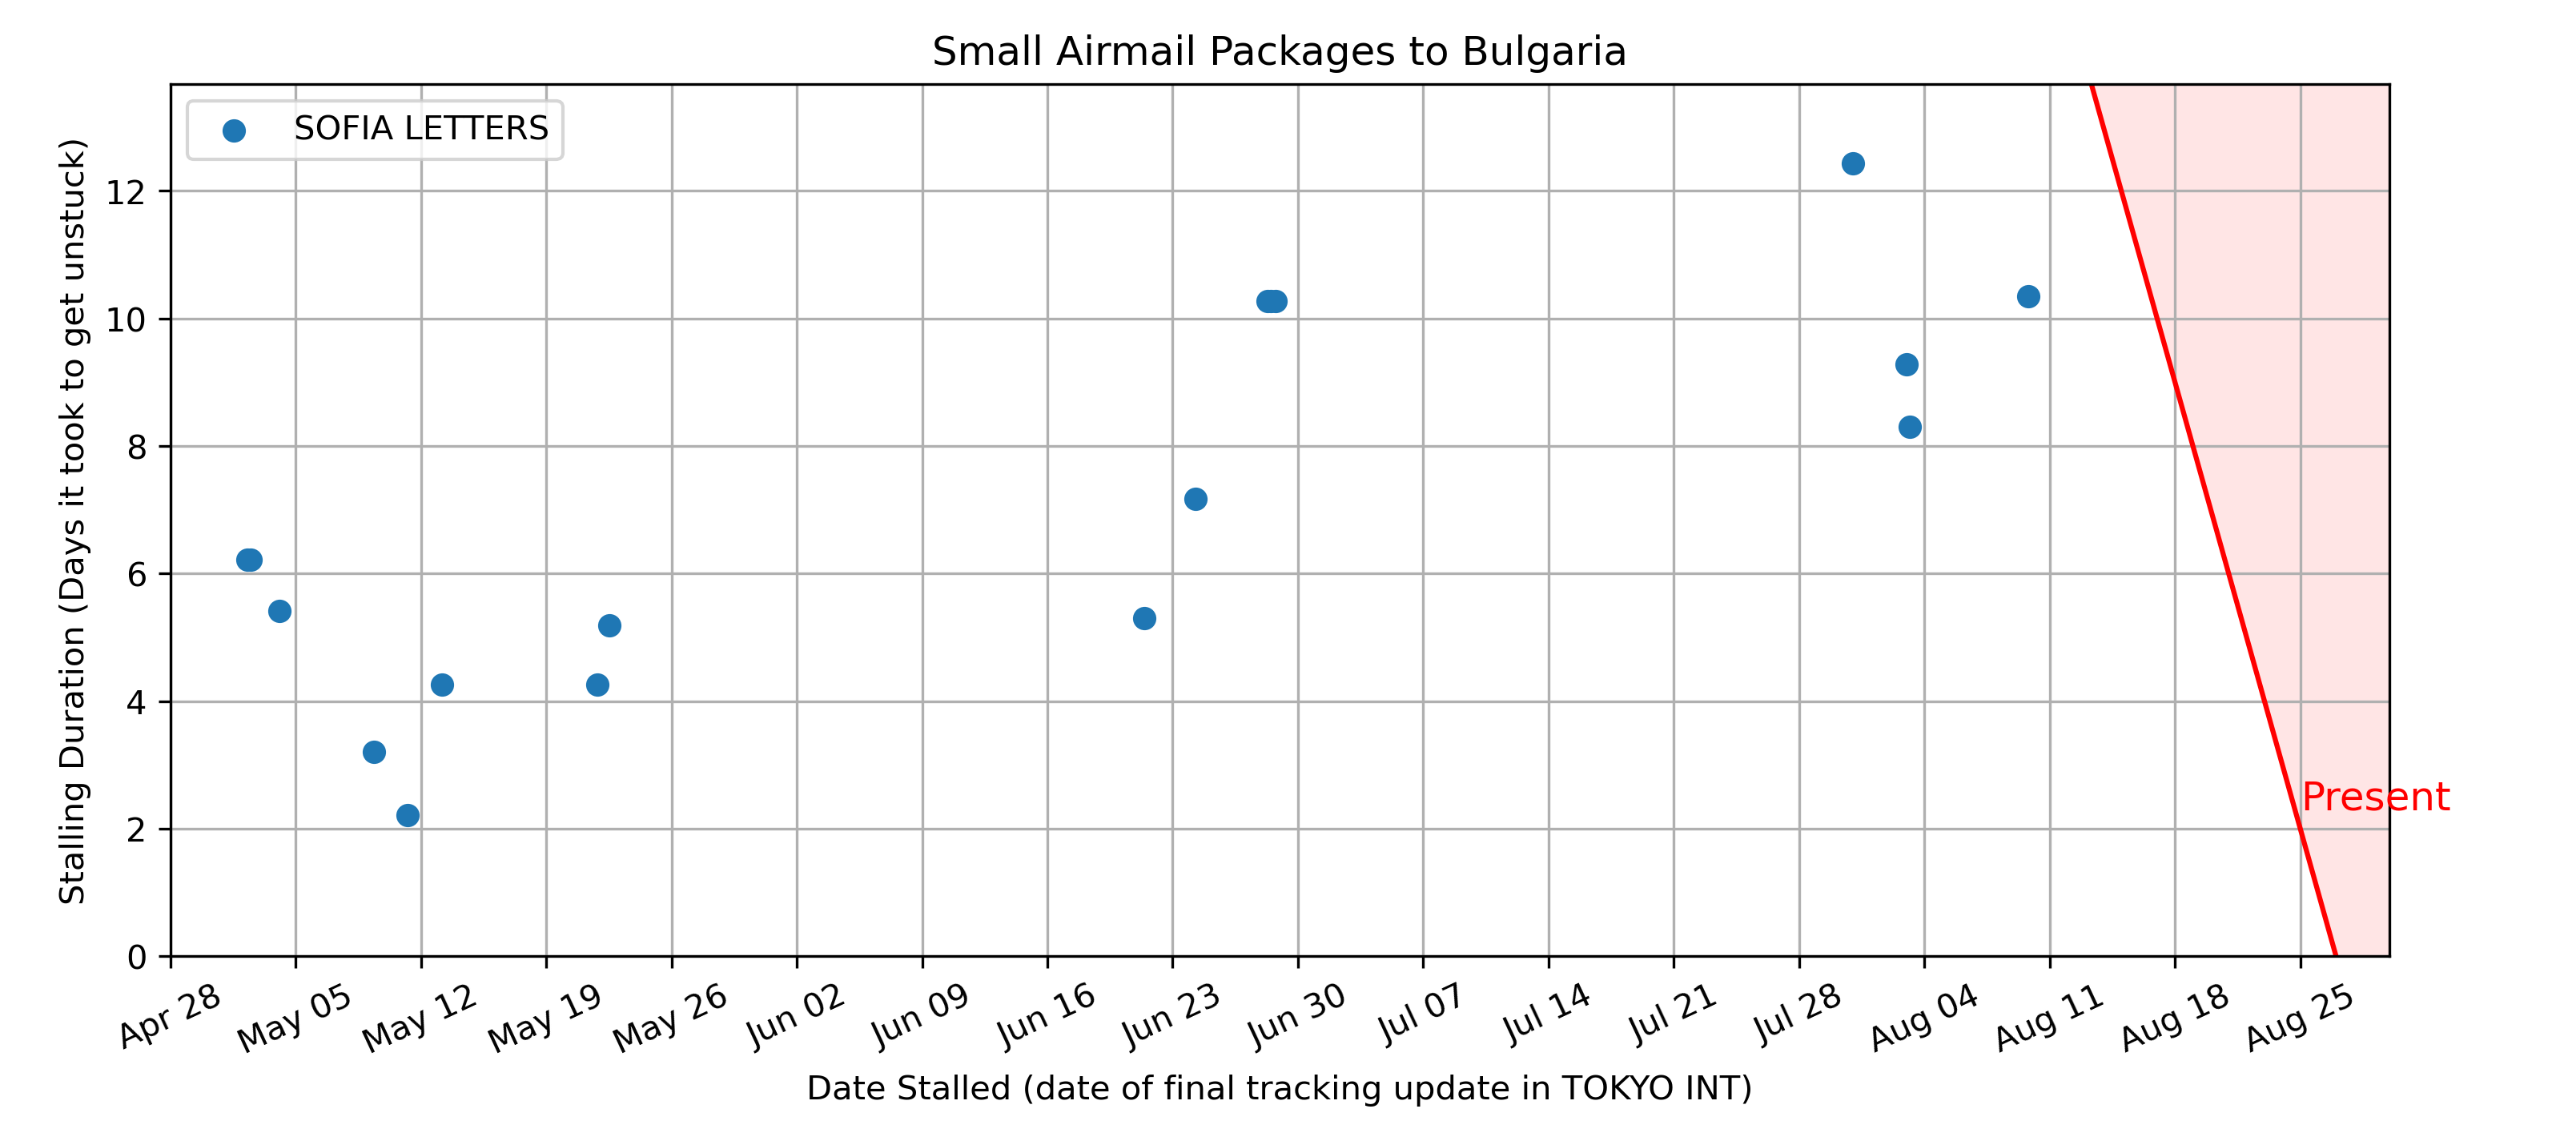 Small Airmail Packages to Bulgaria
SOFIA LETTERS
Stalling Duration (Days it took to get unstuck)
12
10
8
6
4
2
0
Present
Apr 28
May 05
May 12
May 19
May 26
Jun 02
Jun 09
Jun 16
Jun 23
Jun 30
Jul 07
Jul 14
Jul 21
Jul 28
Aug 04
Aug 11
Aug 18
Aug 25
Date Stalled (date of final tracking update in TOKYO INT)